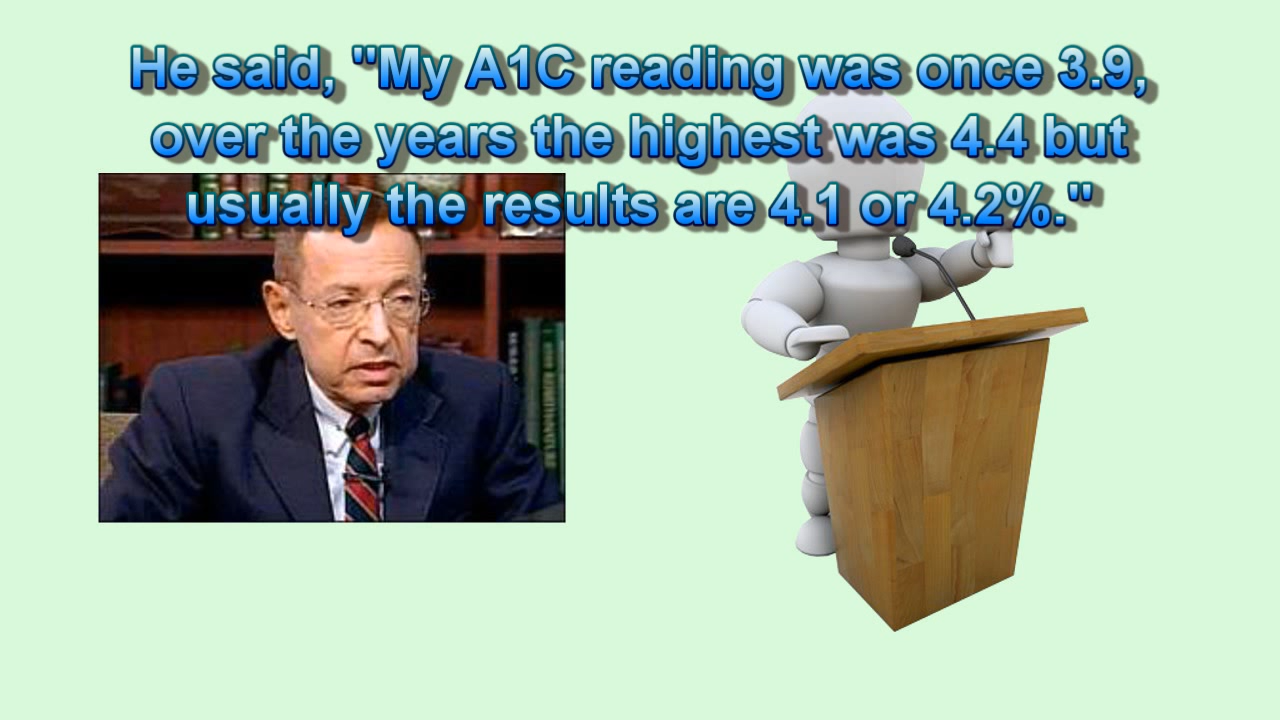 He said, "My A1C reading was once 3.9,
over the years the highest was 4.4 but
usually the results are 4.1 or 4.2%."